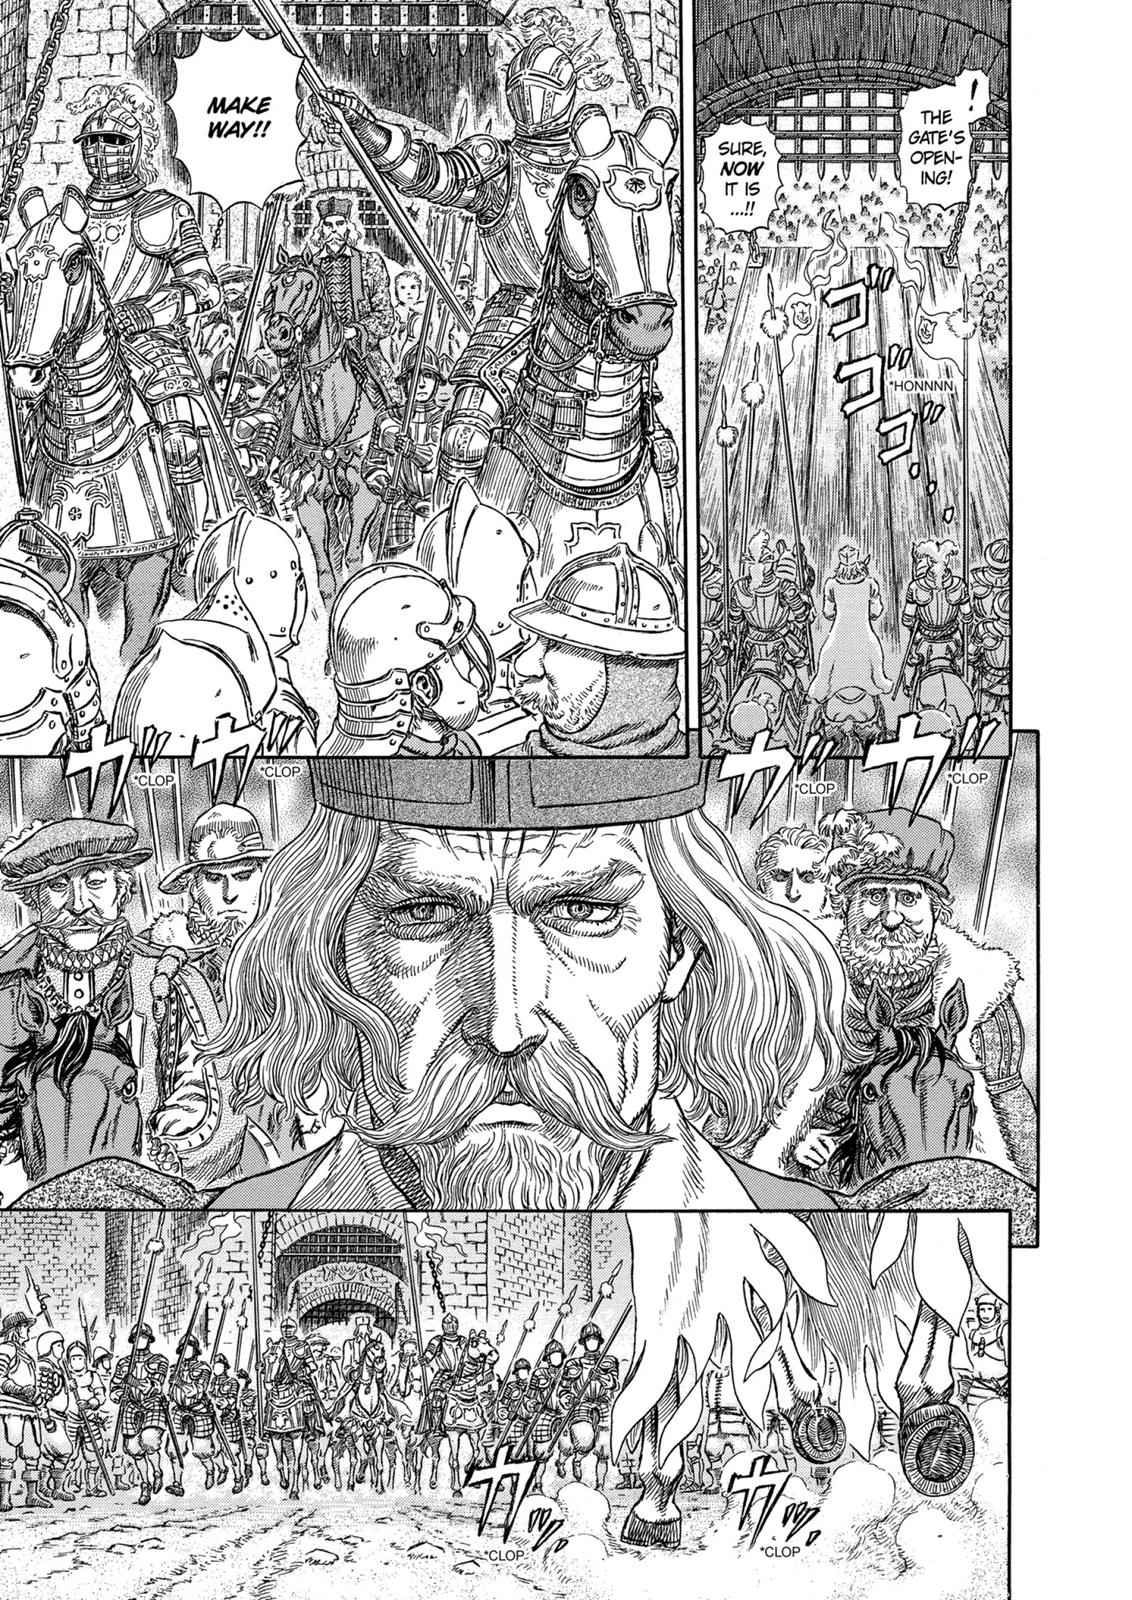 !
THE
GATE'S
OPEN-
ING!
SURE,
NOW
IT IS
...!!
ゴゴゴ…
*HONNNN
MAKE
WAY!!
ガッ
*CLOP
ガッ
*CLOP
ガッ
*CLOP
ガッ
*CLOP
ガッ
*CLOP
ガッ
*CLOP